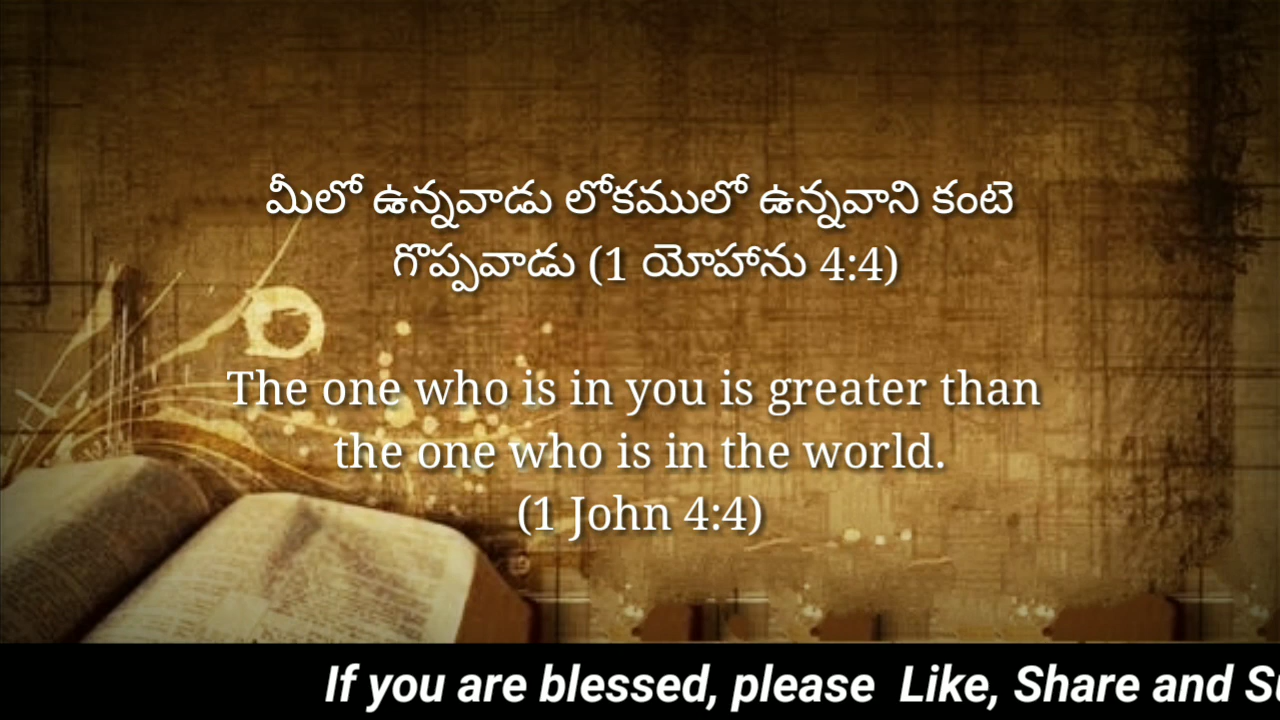 మీలో ఉన్నవాడు లోకములో ఉన్నవాని కంటె
గొప్పవాడు (1 యోహాను 4:4)
The one who is in you is greater than
the one who is in the world.
(1 John 4:4)
If you are blessed, please Like, Share and